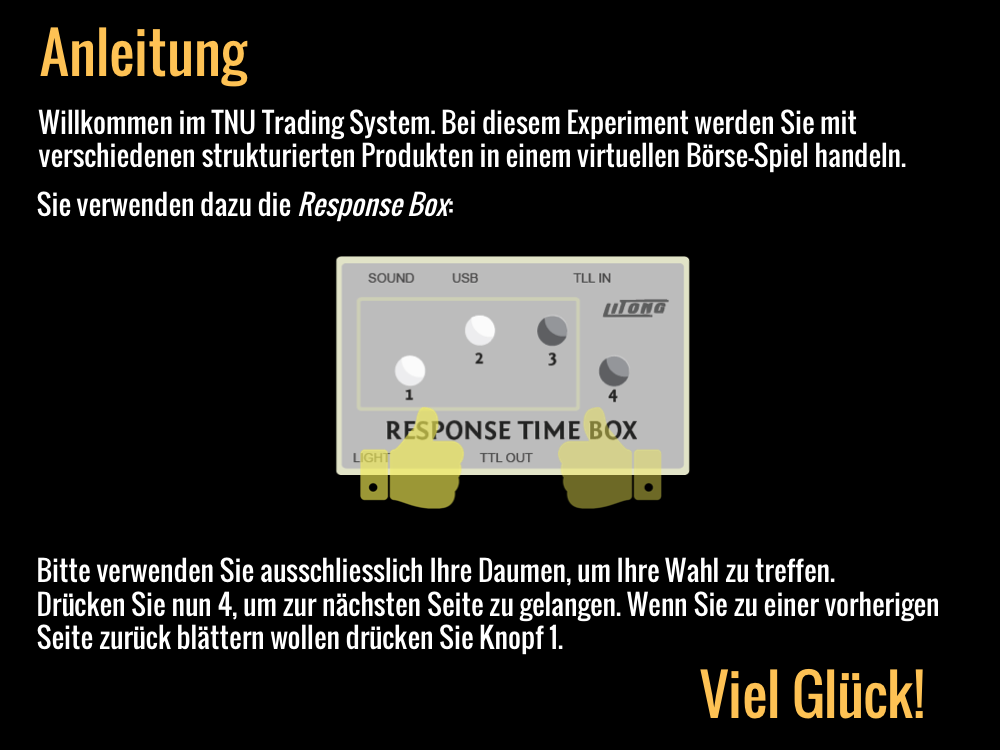 Anleitung
Willkommen im TNU Trading System. Bei diesem Experiment werden Sie mit
verschiedenen strukturierten Produkten in einem virtuellen Börse-Spiel handeln.
Sie verwenden dazu die Response Box:
SOUND USB TLL IN
LiTONG
2 3
1 4
RESPONSE TIME BOX
LIGHT TTL OUT
Bitte verwenden Sie ausschliesslich Ihre Daumen, um Ihre Wahl zu treffen.
Drücken Sie nun 4, um zur nächsten Seite zu gelangen. Wenn Sie zu einer vorherigen
Seite zurück blättern wollen drücken Sie Knopf 1.
Viel Glück!